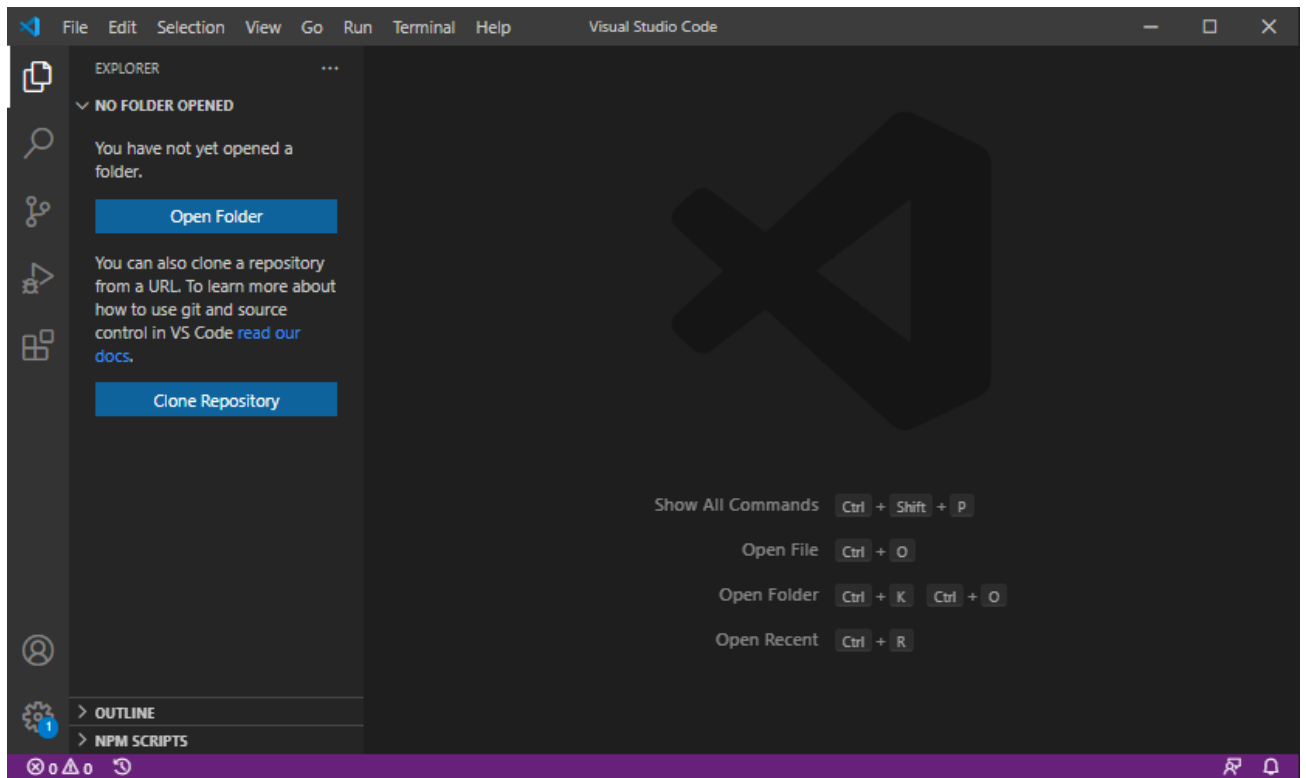 File Edit Selection View Go Run Terminal Help Visual Studio Code
EXPLORER
NO FOLDER OPENED
You have not yet opened a
folder.
Open Folder
You can also clone a repository
from a URL. To learn more about
how to use git and source
control in VS Code read our
docs.
Clone Repository
Show All Commands Ctrl + Shift + P
Open File Ctrl + O
Open Folder Ctrl + K Ctrl + O
Open Recent Ctrl + R
1
OUTLINE
NPM SCRIPTS
0 0